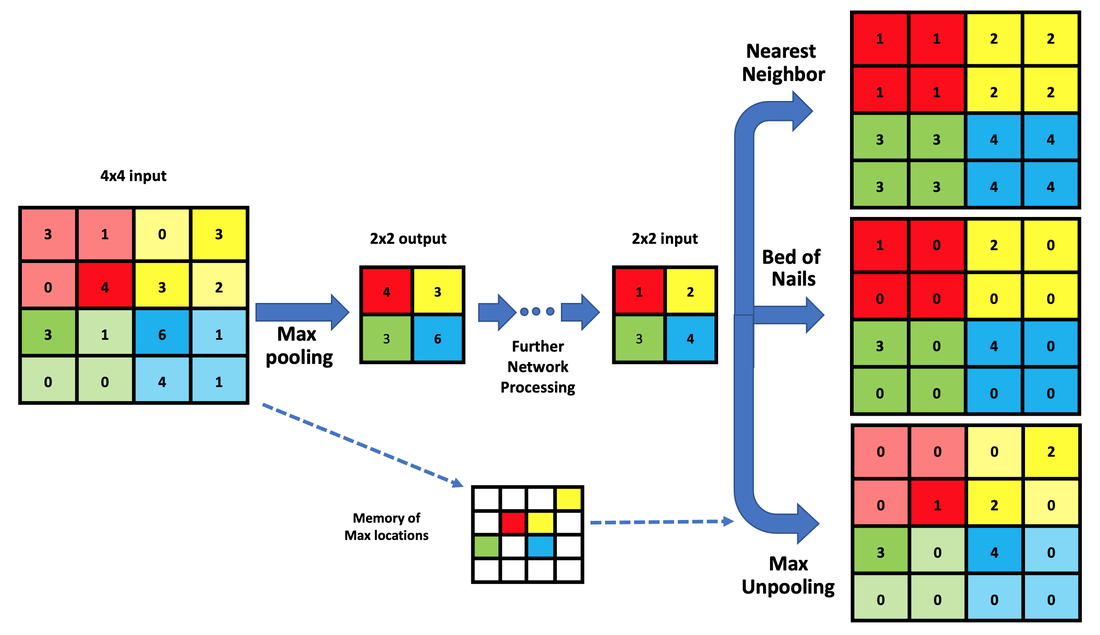 4x4 input
3 1 0 3
0 4 3 2
3 1 6 1
0 0 4 1
Max
pooling
2x2 output
4 3
3 6
Further
Network
Processing
2x2 input
1 2
3 4
Memory of
Max locations
Nearest
Neighbor
1 1 2 2
1 1 2 2
3 3 4 4
3 3 4 4
Bed of
Nails
1 0 2 0
0 0 0 0
3 0 4 0
0 0 0 0
Max
Unpooling
0 0 0 2
0 1 2 0
3 0 4 0
0 0 0 0